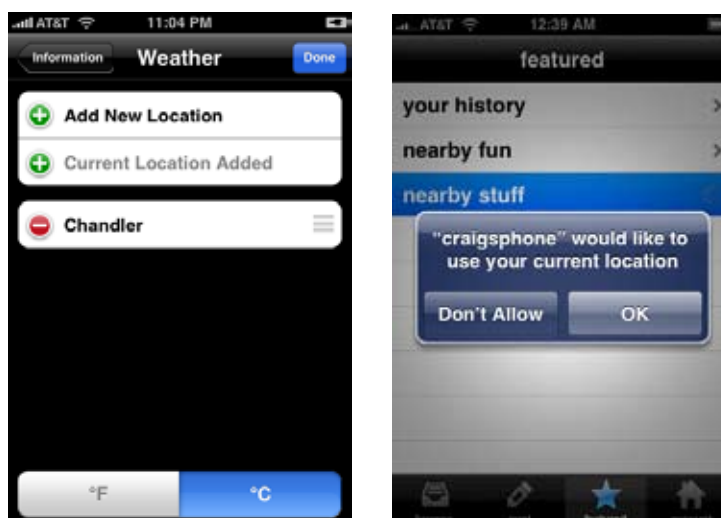 AT&T 11:04 PM
Information Weather Done
Add New Location
Current Location Added
Chandler
°F °C
AT&T 12:39 AM
featured
your history
nearby fun
nearby stuff
"craigsphone" would like to
use your current location
Don't Allow OK
featured